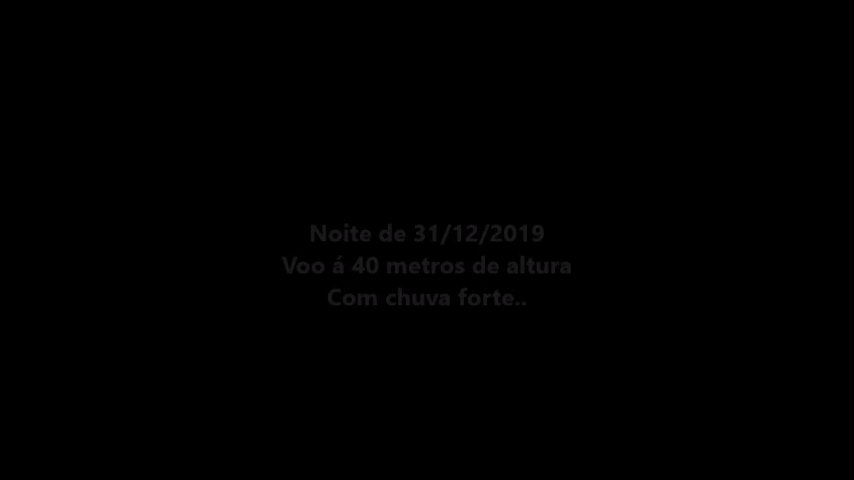 Noite de 31/12/2019
Voo á 40 metros de altura
Com chuva forte..